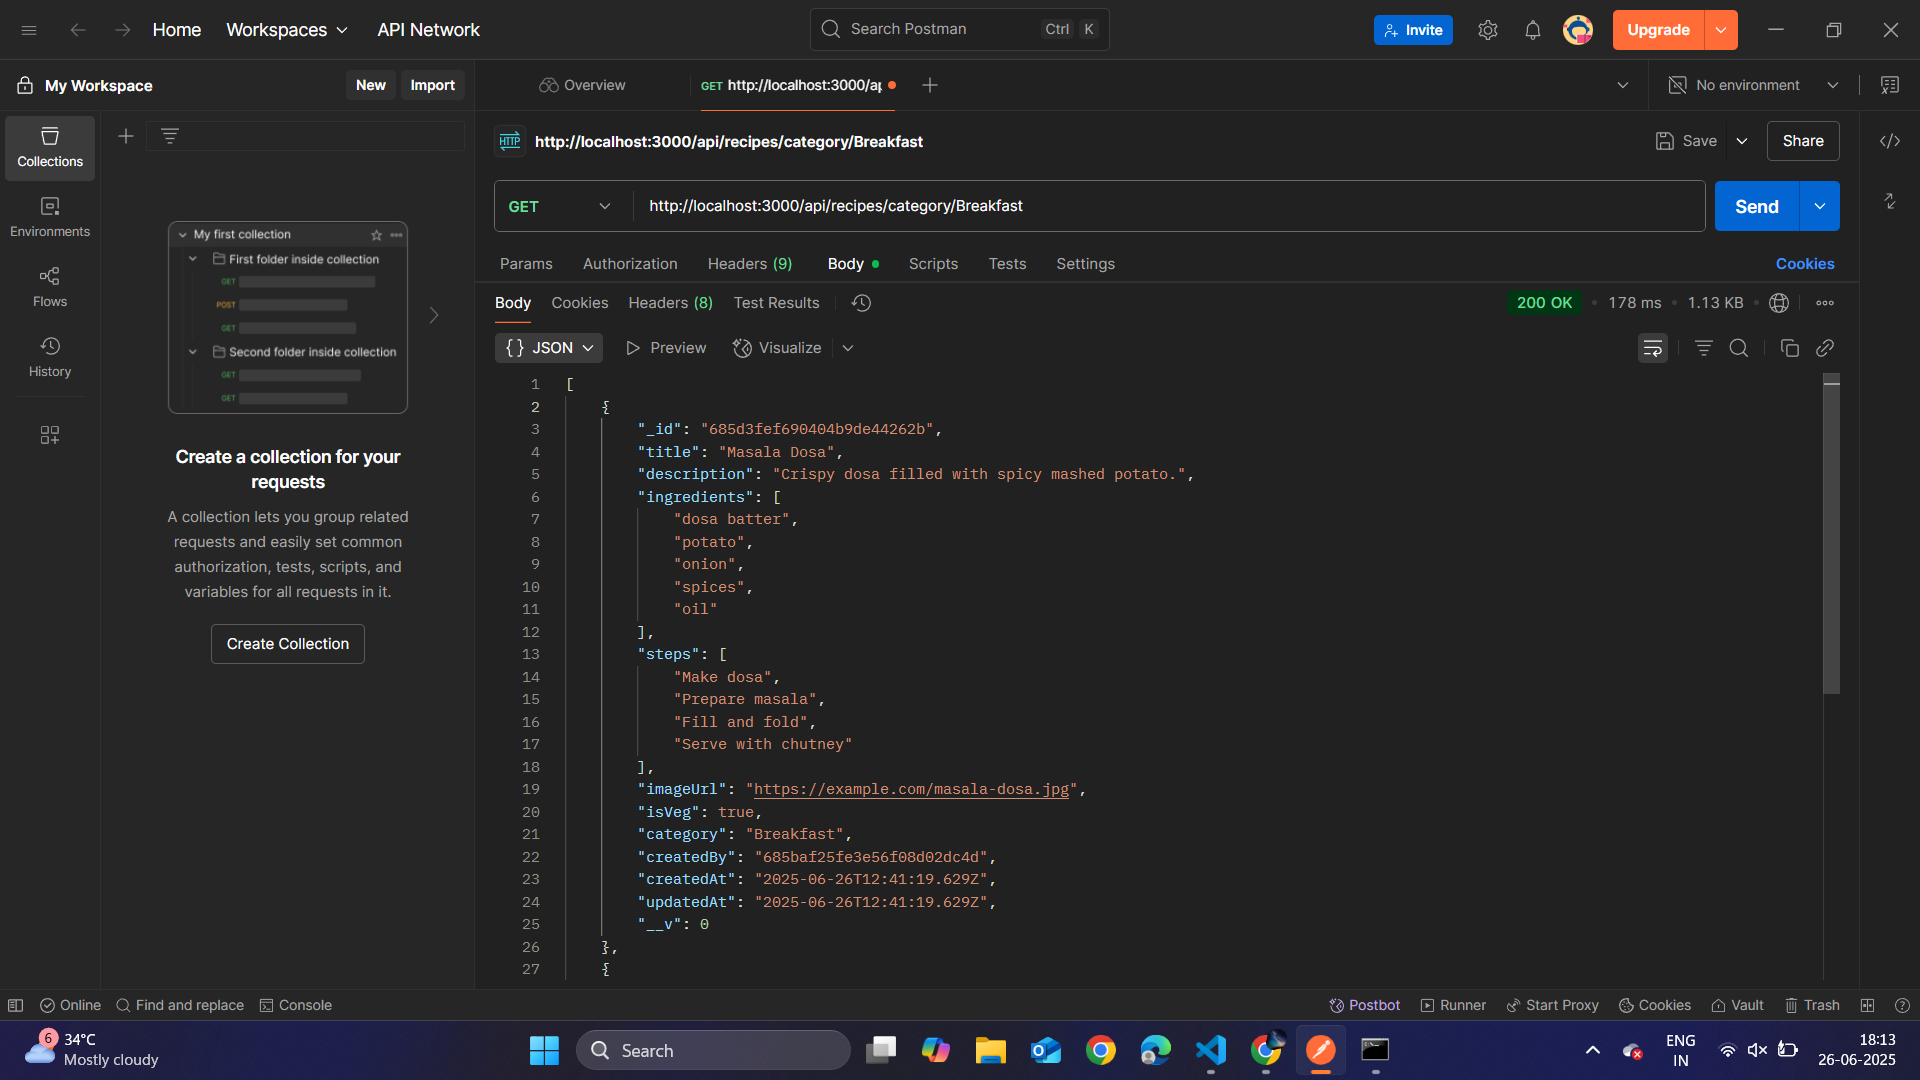 Home
Workspaces
API Network
Search Postman
Ctrl K
Invite
Upgrade
My Workspace
New
Import
Overview
GET http://localhost:3000/a
No environment
Collections
Environments
Flows
History
My first collection
First folder inside collection
GET
POST
GET
Second folder inside collection
GET
GET
Create a collection for your
requests
A collection lets you group related
requests and easily set common
authorization, tests, scripts, and
variables for all requests in it.
Create Collection
HTTP
http://localhost:3000/api/recipes/category/Breakfast
Save
Share
GET
http://localhost:3000/api/recipes/category/Breakfast
Send
Params
Authorization
Headers (9)
Body
Scripts
Tests
Settings
Cookies
Body
Cookies
Headers (8)
Test Results
200 OK
178 ms
1.13 KB
{} JSON
Preview
Visualize
1 [
2 {
3 "_id": "685d3fef690404b9de44262b",
4 "title": "Masala Dosa",
5 "description": "Crispy dosa filled with spicy mashed potato.",
6 "ingredients": [
7 "dosa batter",
8 "potato",
9 "onion",
10 "spices",
11 "oil"
12 ],
13 "steps": [
14 "Make dosa",
15 "Prepare masala",
16 "Fill and fold",
17 "Serve with chutney"
18 ],
19 "imageUrl": "https://example.com/masala-dosa.jpg",
20 "isVeg": true,
21 "category": "Breakfast",
22 "createdBy": "685baf25fe3e56f08d02dc4d",
23 "createdAt": "2025-06-26T12:41:19.629Z",
24 "updatedAt": "2025-06-26T12:41:19.629Z",
25 "__v": 0
26 },
27 {
Online
Find and replace
Console
Postbot
Runner
Start Proxy
Cookies
Vault
Trash
6
34°C
Mostly cloudy
Search
ENG
IN
18:13
26-06-2025